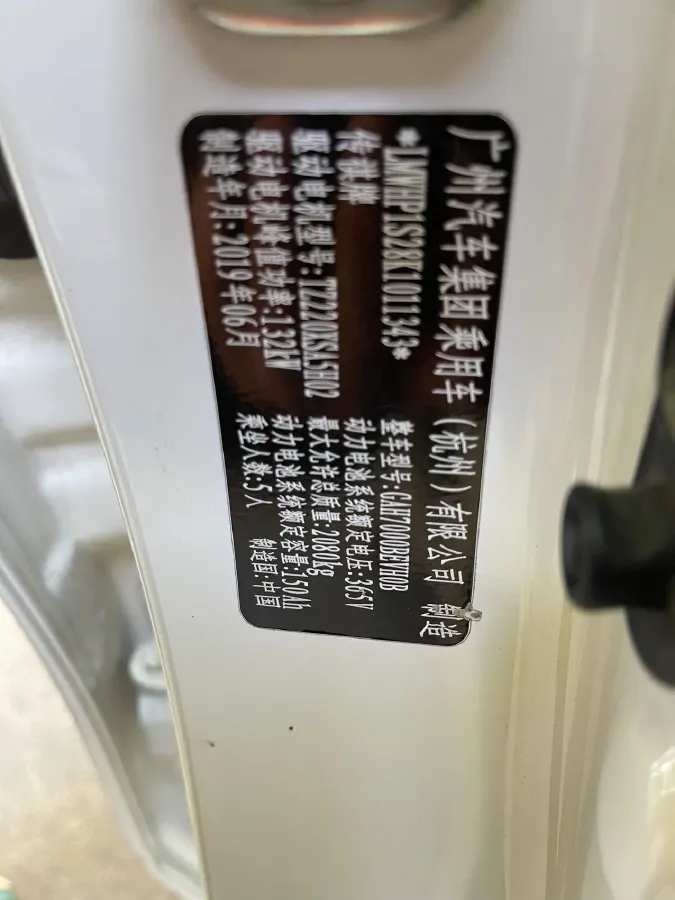 广州汽车集团乘用车（杭州）有限公司 制造
*LMWHP1S28K1011343*
传祺牌 整车型号:GAH7000BEVH0B
驱动电机型号:TZ220XSA5H02 动力电池系统额定电压:365V
驱动电机峰值功率:132kW 最大允许总质量:2080kg
制造年月:2019年06月 动力电池系统额定容量:150Ah
乘坐人数:5人 制造国:中国